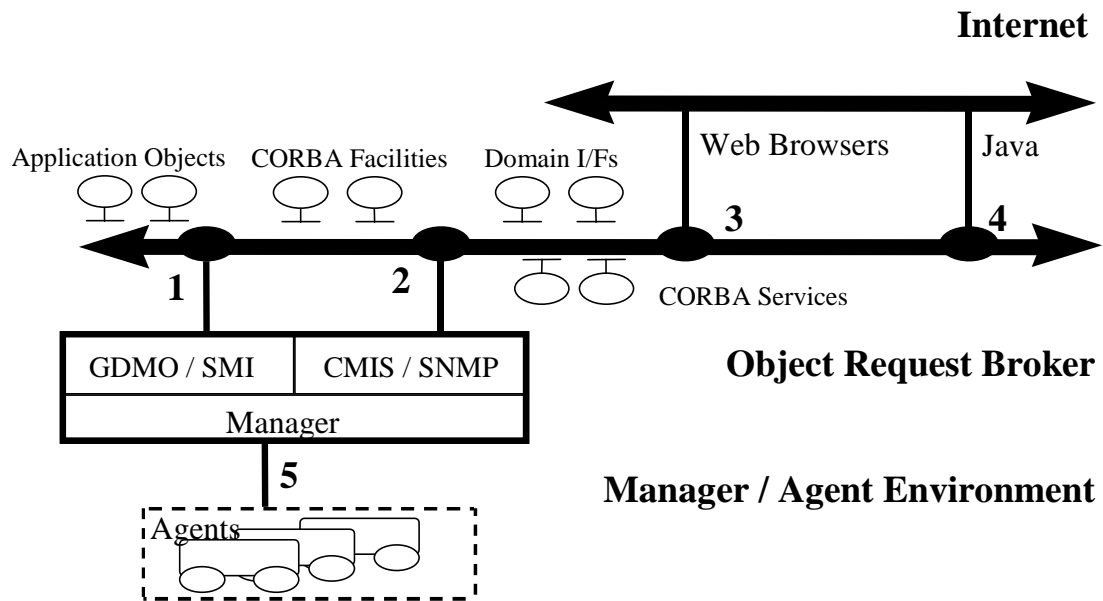 Internet
Web Browsers
Java
Application Objects
CORBA Facilities
Domain I/Fs
3
4
1
2
CORBA Services
GDMO / SMI
CMIS / SNMP
Object Request Broker
Manager
5
Manager / Agent Environment
Agents